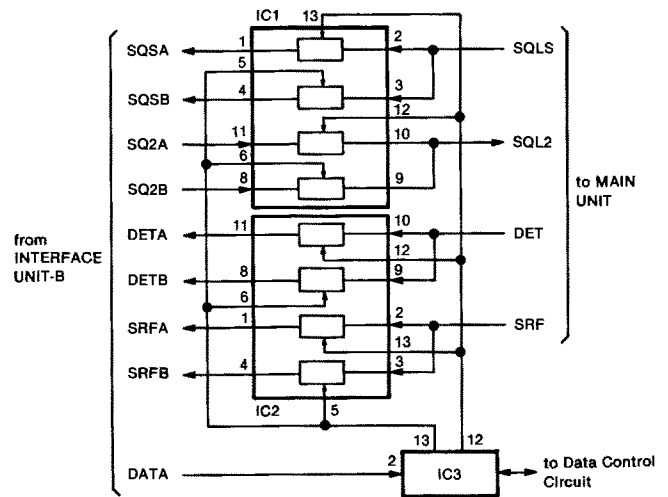 IC1 13
SQSA 1 2 SQLS
5
SQSB 4 3
12
SQ2A 11 10 SQL2
6
SQ2B 8 9
to MAIN
UNIT
from
INTERFACE
UNIT-B
DETA 11 10 DET
12
DETB 8 9
6
SRFA 1 2 SRF
13
SRFB 4 3
IC2 5
13 12
DATA 2 IC3 to Data Control
Circuit